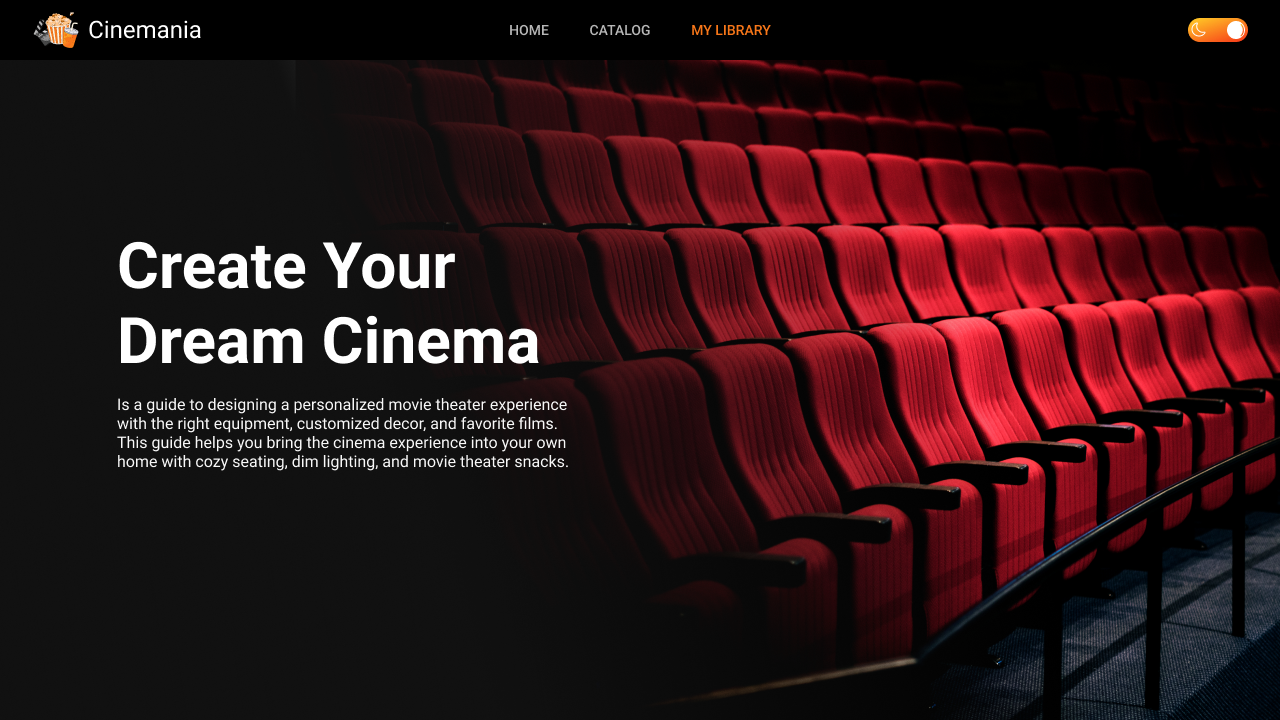 Cinemania
HOME
CATALOG
MY LIBRARY
Create Your
Dream Cinema
Is a guide to designing a personalized movie theater experience
with the right equipment, customized decor, and favorite films.
This guide helps you bring the cinema experience into your own
home with cozy seating, dim lighting, and movie theater snacks.